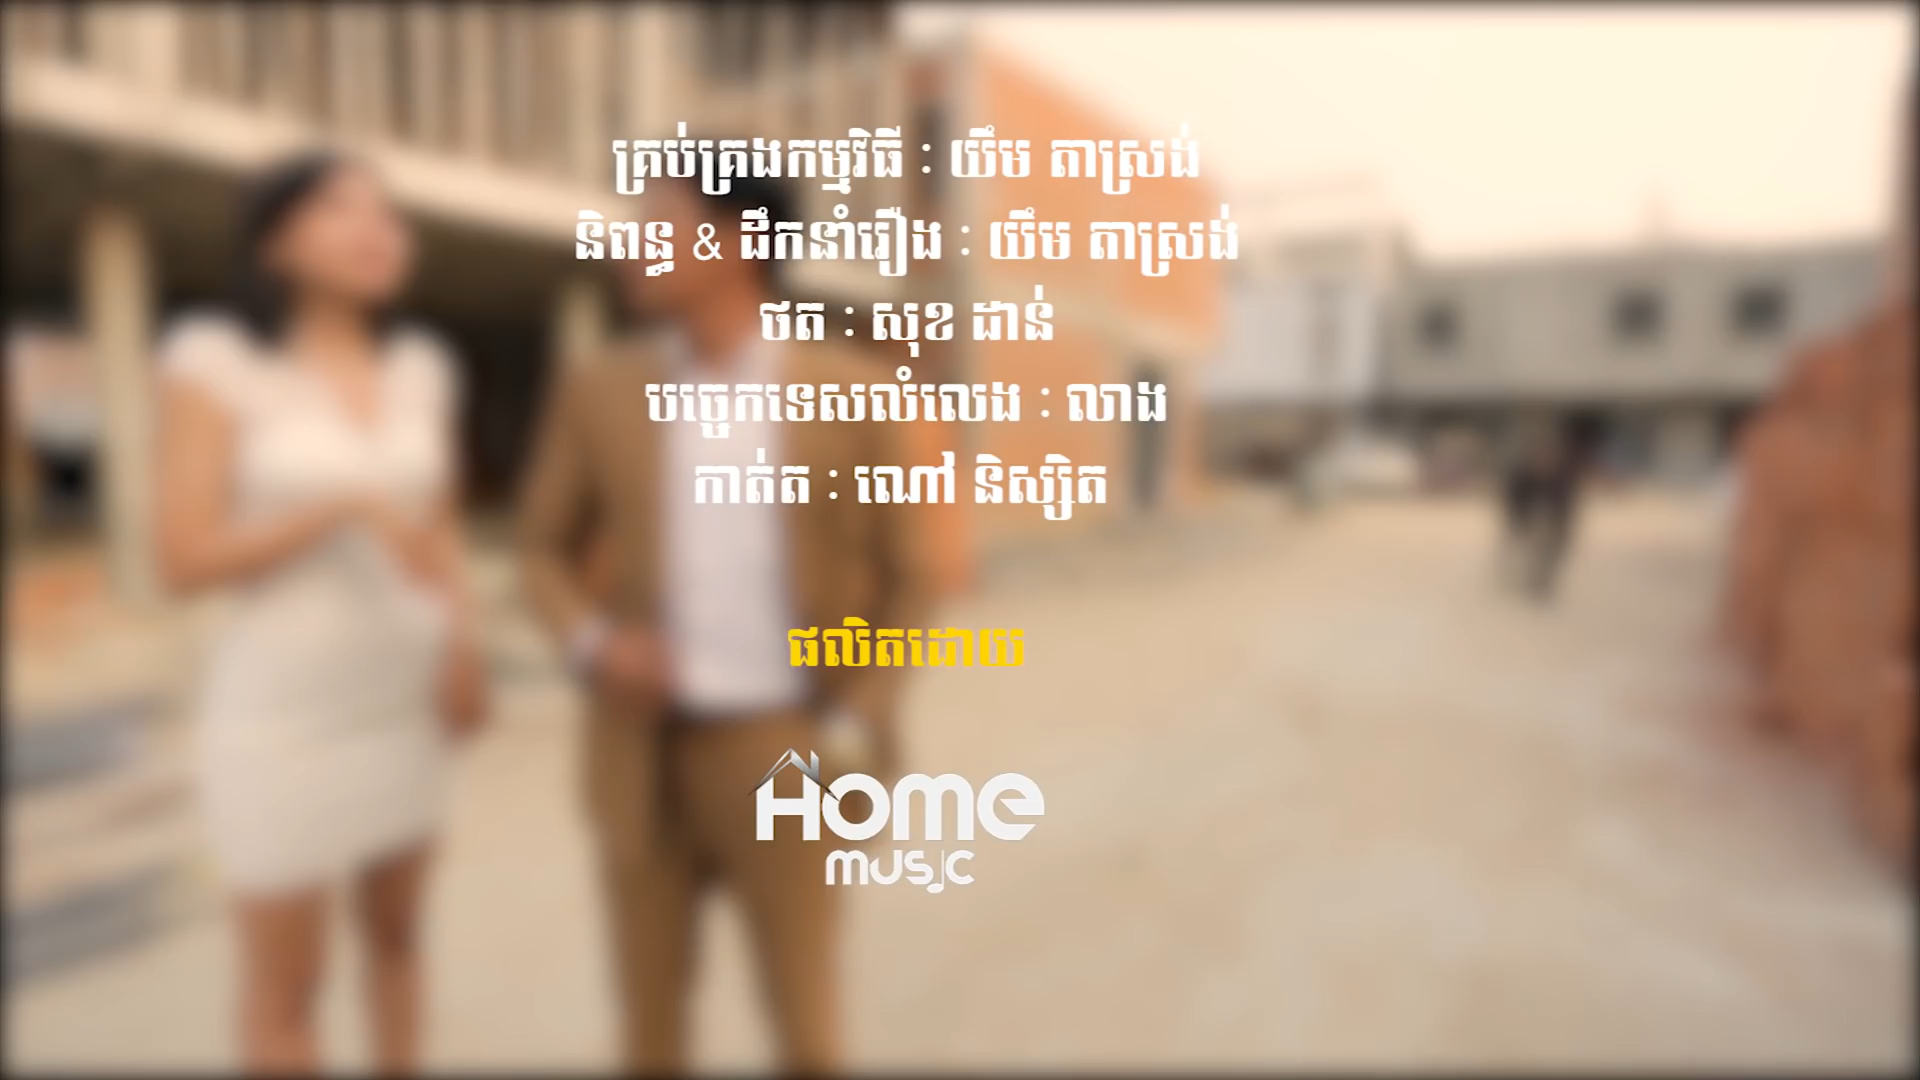 គ្រប់គ្រងកម្មវិធី : យឹម តាស្រង់
និពន្ធ & ដឹកនាំរឿង : យឹម តាស្រង់
ថត : សុខ ដាន់
បច្ចេកទេសលំលេង : លាង
កាត់ត : ណៅ និស្សិត
ផលិតដោយ
Home
music